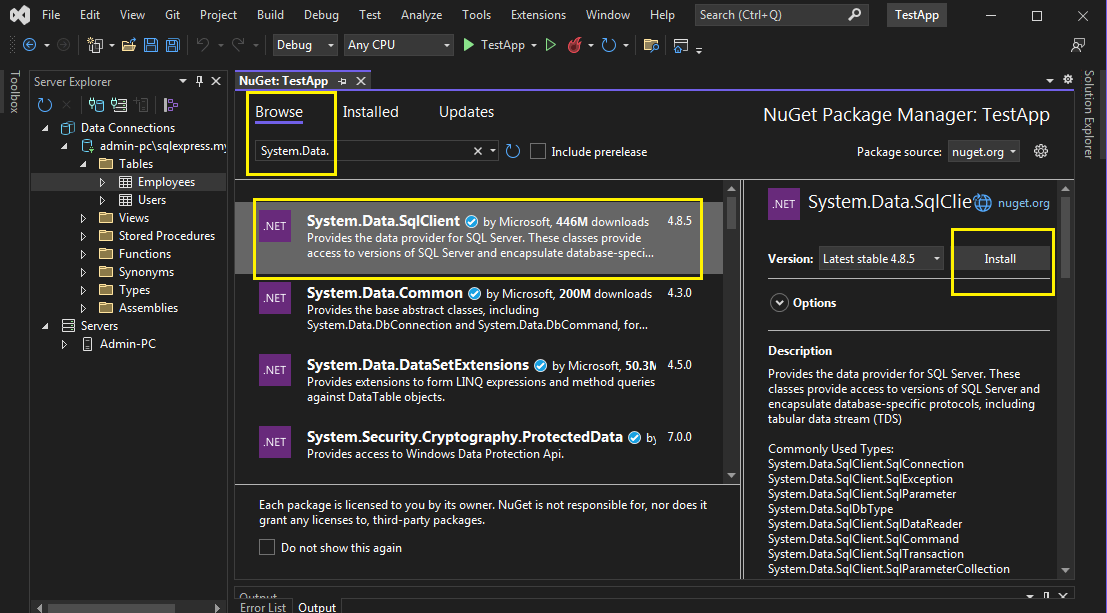 File Edit View Git Project Build Debug Test Analyze Tools Extensions Window Help Search (Ctrl+Q) TestApp
Debug Any CPU TestApp
Toolbox
Server Explorer
Data Connections
admin-pc\sqlexpress.my
Tables
Employees
Users
Views
Stored Procedures
Functions
Synonyms
Types
Assemblies
Servers
Admin-PC
NuGet: TestApp
Browse Installed Updates
NuGet Package Manager: TestApp
System.Data.
Include prerelease
Package source: nuget.org
.NET
System.Data.SqlClient by Microsoft, 446M downloads 4.8.5
Provides the data provider for SQL Server. These classes provide
access to versions of SQL Server and encapsulate database-speci...
.NET
System.Data.Common by Microsoft, 200M downloads 4.3.0
Provides the base abstract classes, including
System.Data.DbConnection and System.Data.DbCommand, for...
.NET
System.Data.DataSetExtensions by Microsoft, 50.3M 4.5.0
Provides extensions to form LINQ expressions and method queries
against DataTable objects.
.NET
System.Security.Cryptography.ProtectedData by 7.0.0
Provides access to Windows Data Protection Api.
Each package is licensed to you by its owner. NuGet is not responsible for, nor does it
grant any licenses to, third-party packages.
Do not show this again
.NET
System.Data.SqlClie nuget.org
Version: Latest stable 4.8.5 Install
Options
Description
Provides the data provider for SQL Server. These
classes provide access to versions of SQL Server and
encapsulate database-specific protocols, including
tabular data stream (TDS)
Commonly Used Types:
System.Data.SqlClient.SqlConnection
System.Data.SqlClient.SqlException
System.Data.SqlClient.SqlParameter
System.Data.SqlDbType
System.Data.SqlClient.SqlDataReader
System.Data.SqlClient.SqlCommand
System.Data.SqlClient.SqlTransaction
System.Data.SqlClient.SqlParameterCollection
Solution Explorer
Output
Error List Output